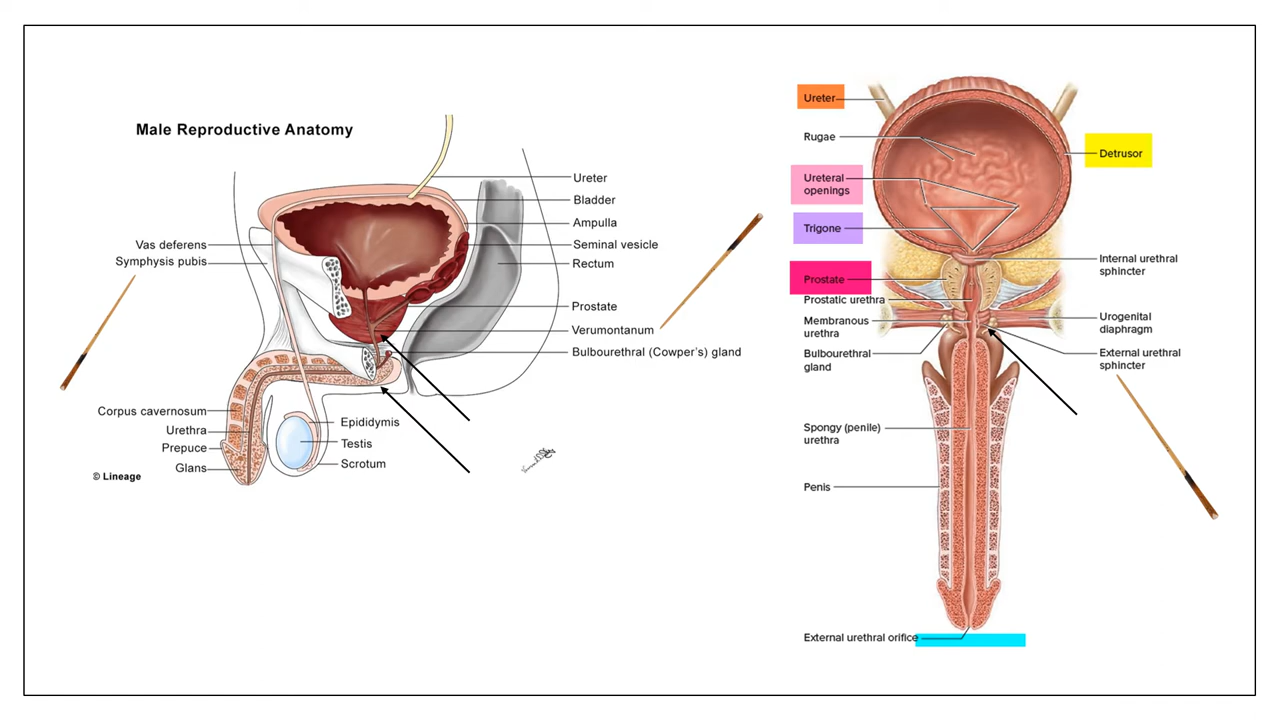 Male Reproductive Anatomy
Ureter
Bladder
Ampulla
Seminal vesicle
Rectum
Prostate
Verumontanum
Bulbourethral (Cowper's) gland
Vas deferens
Symphysis pubis
Corpus cavernosum
Urethra
Prepuce
Glans
Epididymis
Testis
Scrotum
© Lineage
Ureter
Rugae
Ureteral
openings
Trigone
Prostate
Prostatic urethra
Membranous
urethra
Bulbourethral
gland
Spongy (penile)
urethra
Penis
External urethral orifice
Detrusor
Internal urethral
sphincter
Urogenital
diaphragm
External urethral
sphincter